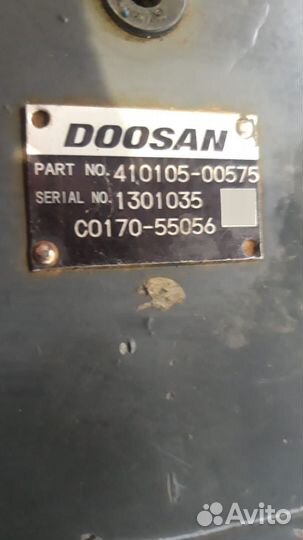 DOOSAN
PART NO. 410105-00575
SERIAL NO. 1301035
C0170-55056
Avito